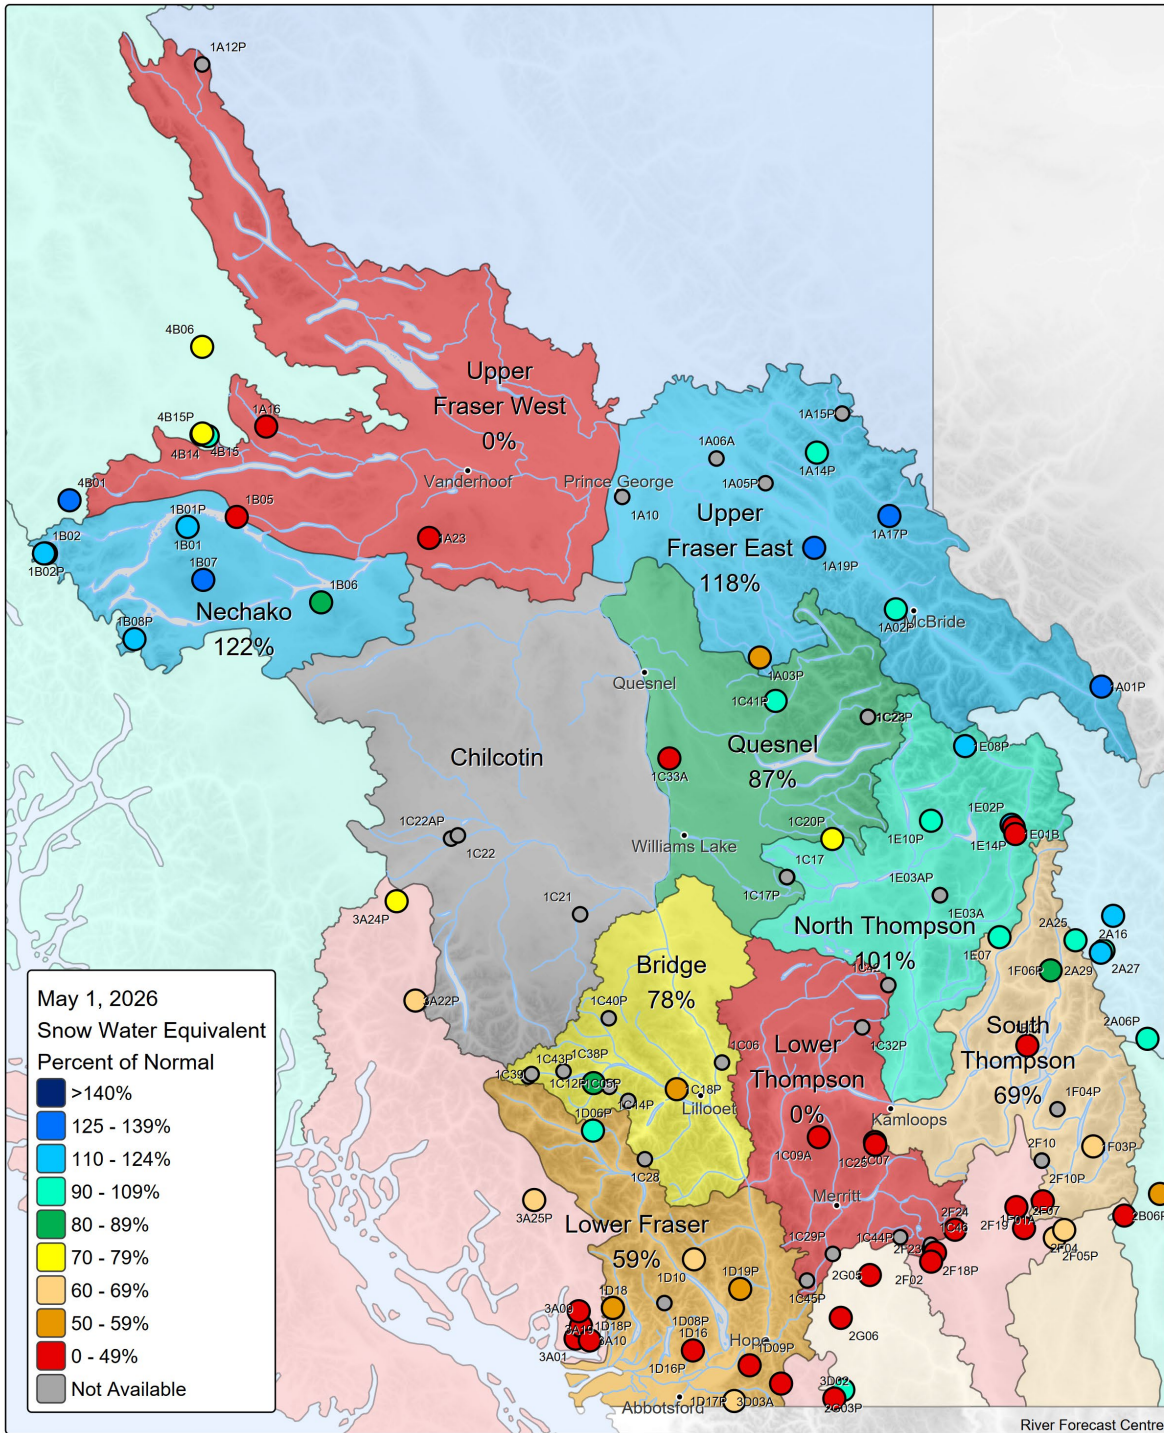 1A12P
4B06
Upper
Fraser West
0%
1A16
4B15P
4B14
4B15
Vanderhoof
Prince George
1A15P
1A06A
1A14P
1A05P
1A10
4B01
1B01P
1B05
1B02
1B01
1A23
1B02P
1B07
1B06
1B08P
Nechako
122%
Upper
Fraser East
118%
1A17P
1A19P
McBride
1A02P
1A03P
1A01P
Quesnel
1C41P
1C23P
Chilcotin
Quesnel
87%
1E08P
1C33A
1C22AP
1C22
Williams Lake
1C20P
1E10P
1E02P
1E01B
1E14P
1C17
1C17P
1E03AP
1E03A
1C21
3A24P
North Thompson
101%
1E07
2A25
2A16
2A27
2A29
1F06P
1C42
Bridge
78%
3A22P
1C40P
1C32P
2A06P
South
Thompson
69%
1C06
Lower
Thompson
0%
1C43P
1C38P
1C39
1C12P
1C05P
1C14P
1C18P
Lillooet
Kamloops
1F04P
1D06P
1C28
1C09A
1C25
1C07
1F03P
2F10
2F10P
Merritt
3A25P
Lower Fraser
59%
2F24
1C46
2F19
1F01A
2F07
2B06P
2F04
2F05P
1C29P
1C44P
2F23
2F18P
2F02
2G05
1D10
1D19P
1C45P
1D18
1D18P
3A09
3A19
3A10
3A01
1D08P
1D16
1D16P
Hope
1D09P
2G06
3D02
1D17P
3D03A
2G03P
Abbotsford
May 1, 2026
Snow Water Equivalent
Percent of Normal
>140%
125 - 139%
110 - 124%
90 - 109%
80 - 89%
70 - 79%
60 - 69%
50 - 59%
0 - 49%
Not Available
River Forecast Centre